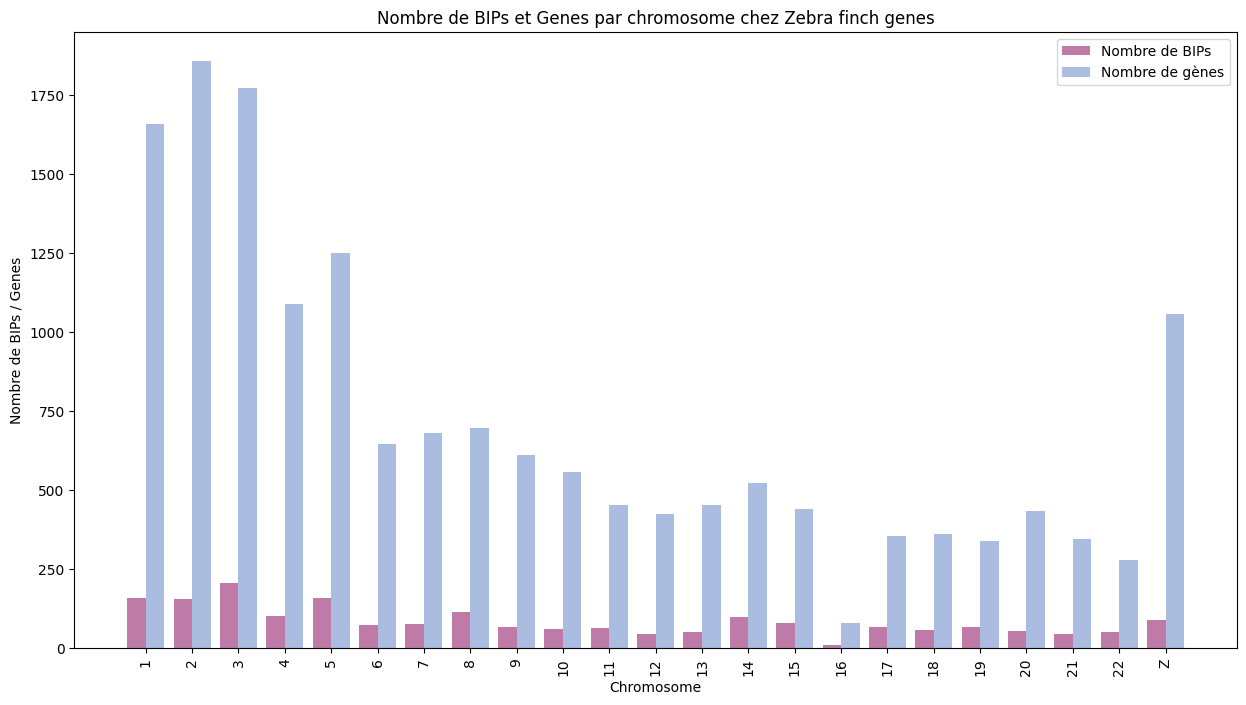 Nombre de BIPs et Genes par chromosome chez Zebra finch genes
Nombre de BIPs
Nombre de gènes
Nombre de BIPs / Genes
1750
1500
1250
1000
750
500
250
0
1 2 3 4 5 6 7 8 9 10 11 12 13 14 15 16 17 18 19 20 21 22 Z
Chromosome